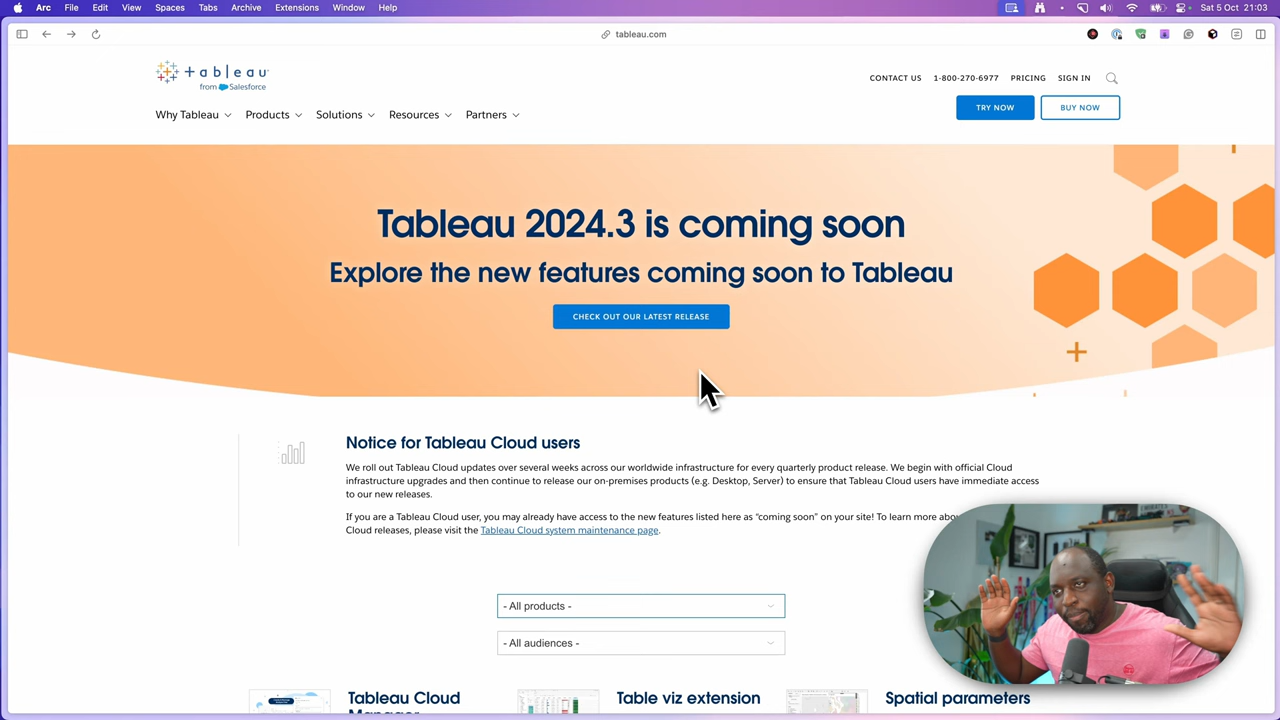 Arc File Edit View Spaces Tabs Archive Extensions Window Help
Sat 5 Oct 21:03
tableau.com
tableau
from Salesforce
CONTACT US 1-800-270-6977 PRICING SIGN IN
TRY NOW BUY NOW
Why Tableau Products Solutions Resources Partners
Tableau 2024.3 is coming soon
Explore the new features coming soon to Tableau
CHECK OUT OUR LATEST RELEASE
Notice for Tableau Cloud users
We roll out Tableau Cloud updates over several weeks across our worldwide infrastructure for every quarterly product release. We begin with official Cloud
infrastructure upgrades and then continue to release our on-premises products (e.g. Desktop, Server) to ensure that Tableau Cloud users have immediate access
to our new releases.
If you are a Tableau Cloud user, you may already have access to the new features listed here as “coming soon” on your site! To learn more
Cloud releases, please visit the Tableau Cloud system maintenance page.
- All products -
- All audiences -
Tableau Cloud
Table viz extension
Spatial parameters